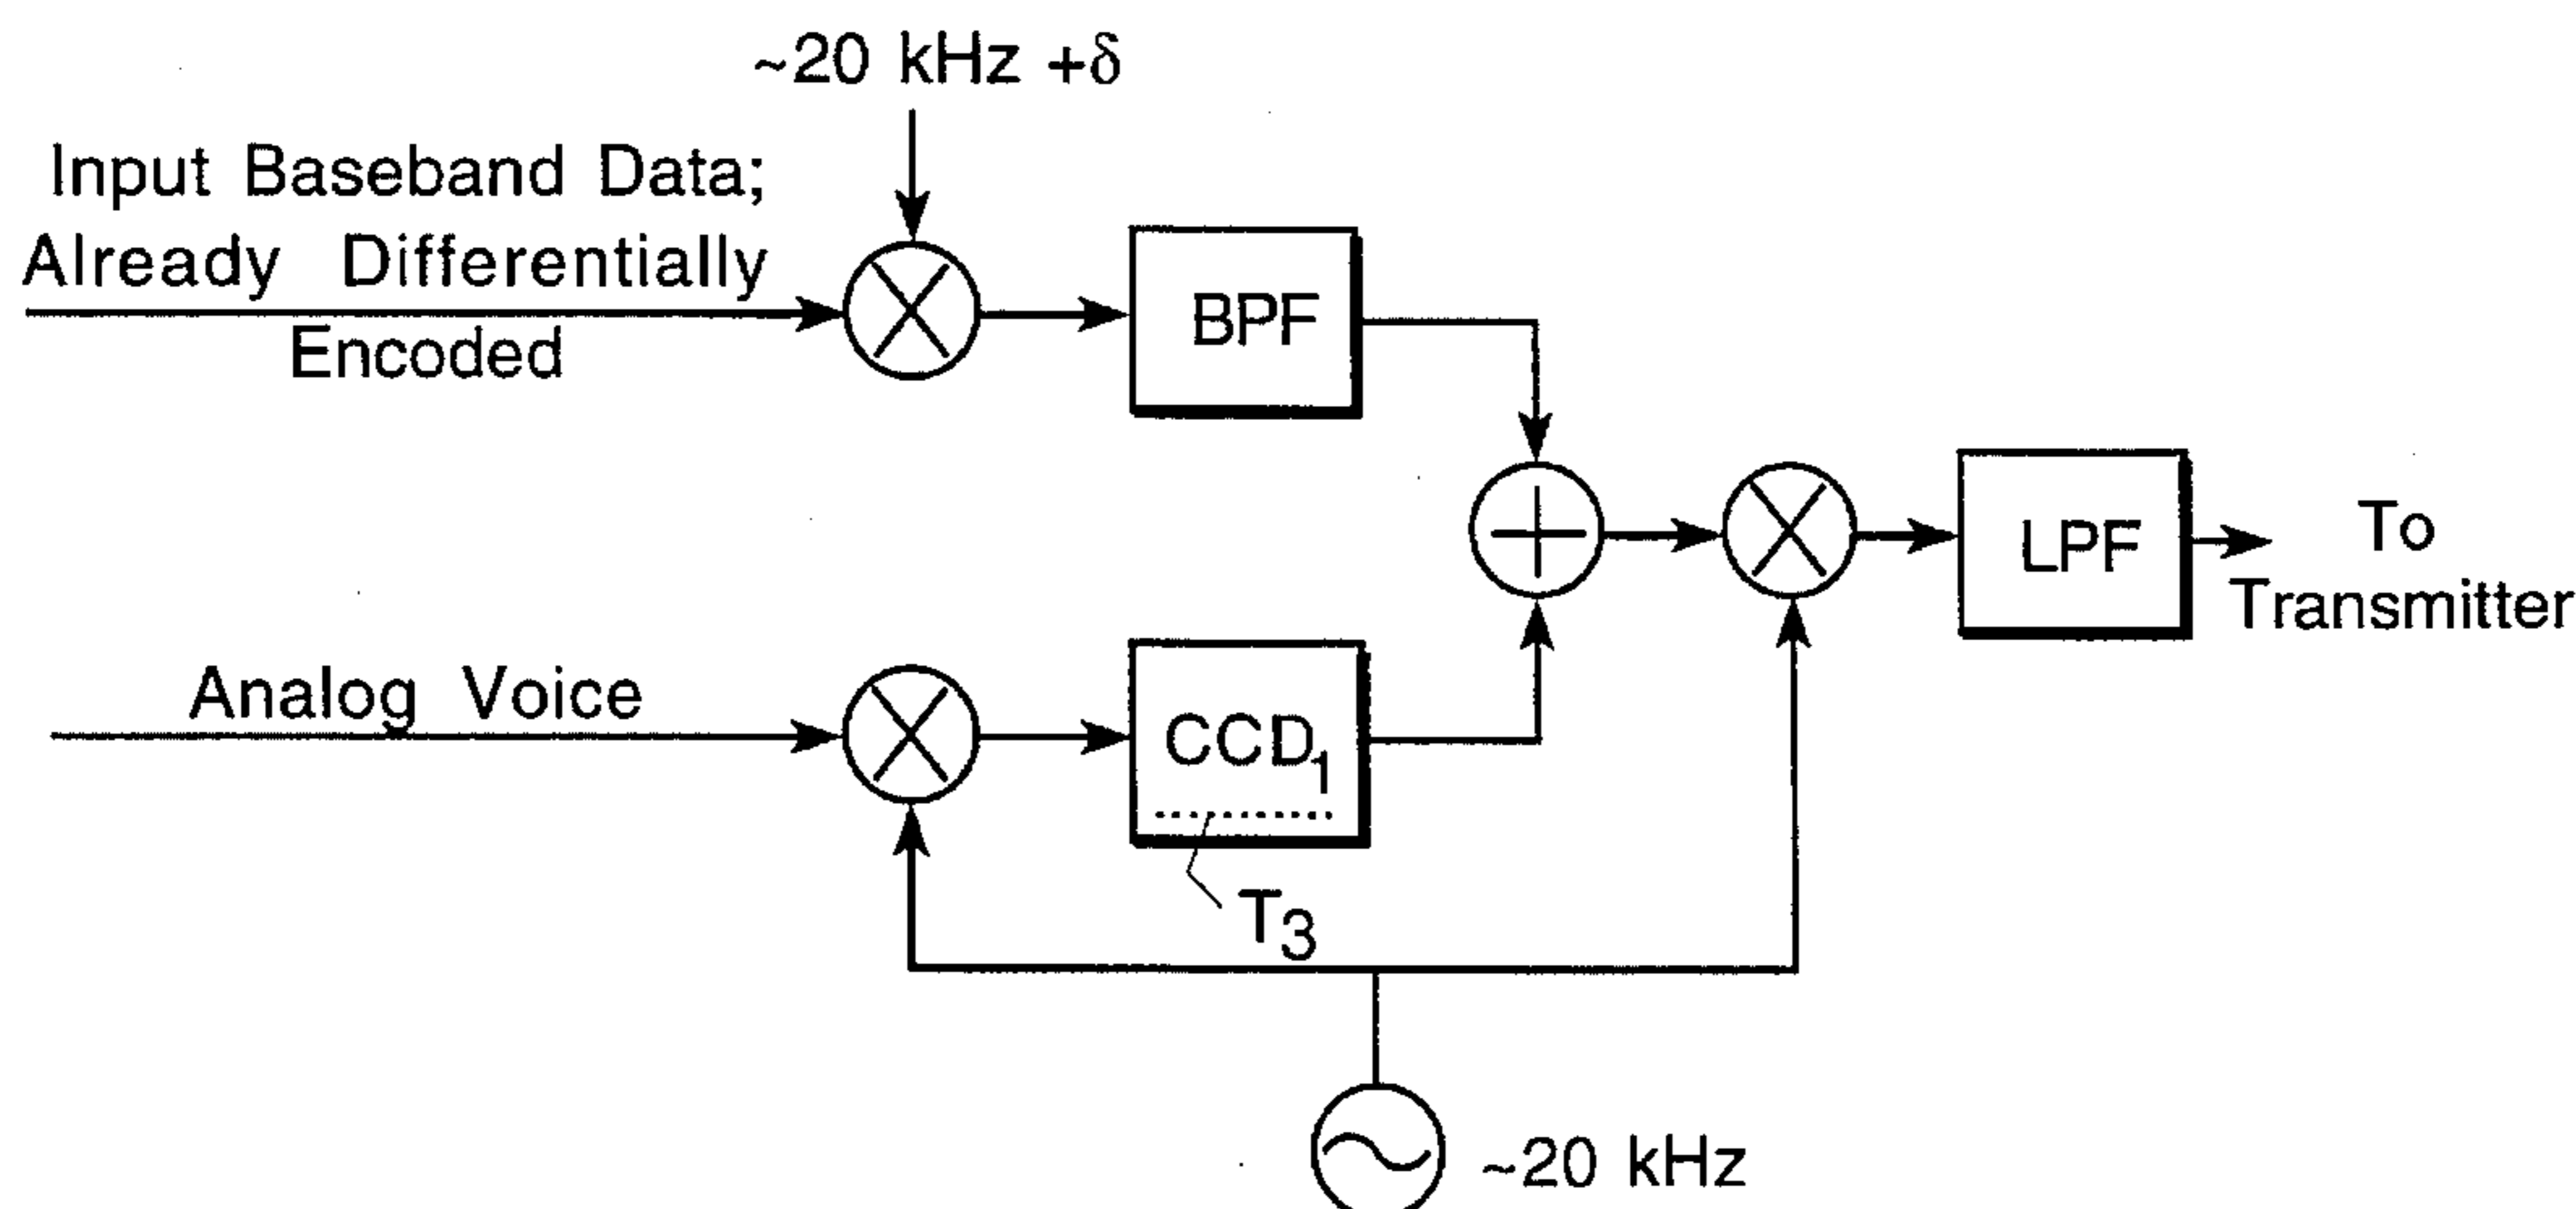 ~20 kHz +δ
Input Baseband Data;
Already Differentially
Encoded
BPF
LPF
To
Transmitter
Analog Voice
CCD1
T3
~20 kHz